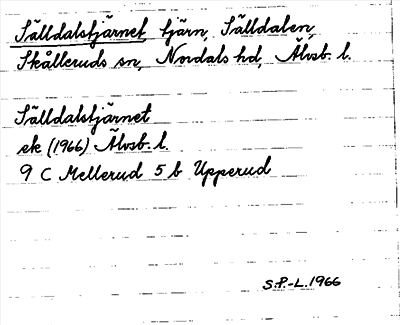 Sälldalstjärnet, tjärn, Sälldalen,
Skålleruds sn, Nordals hd, Älvsb. l.
Sälldalstjärnet
ek (1966) Älvsb. l.
9 C Mellerud 5 b Upperud
S.P.-L. 1966